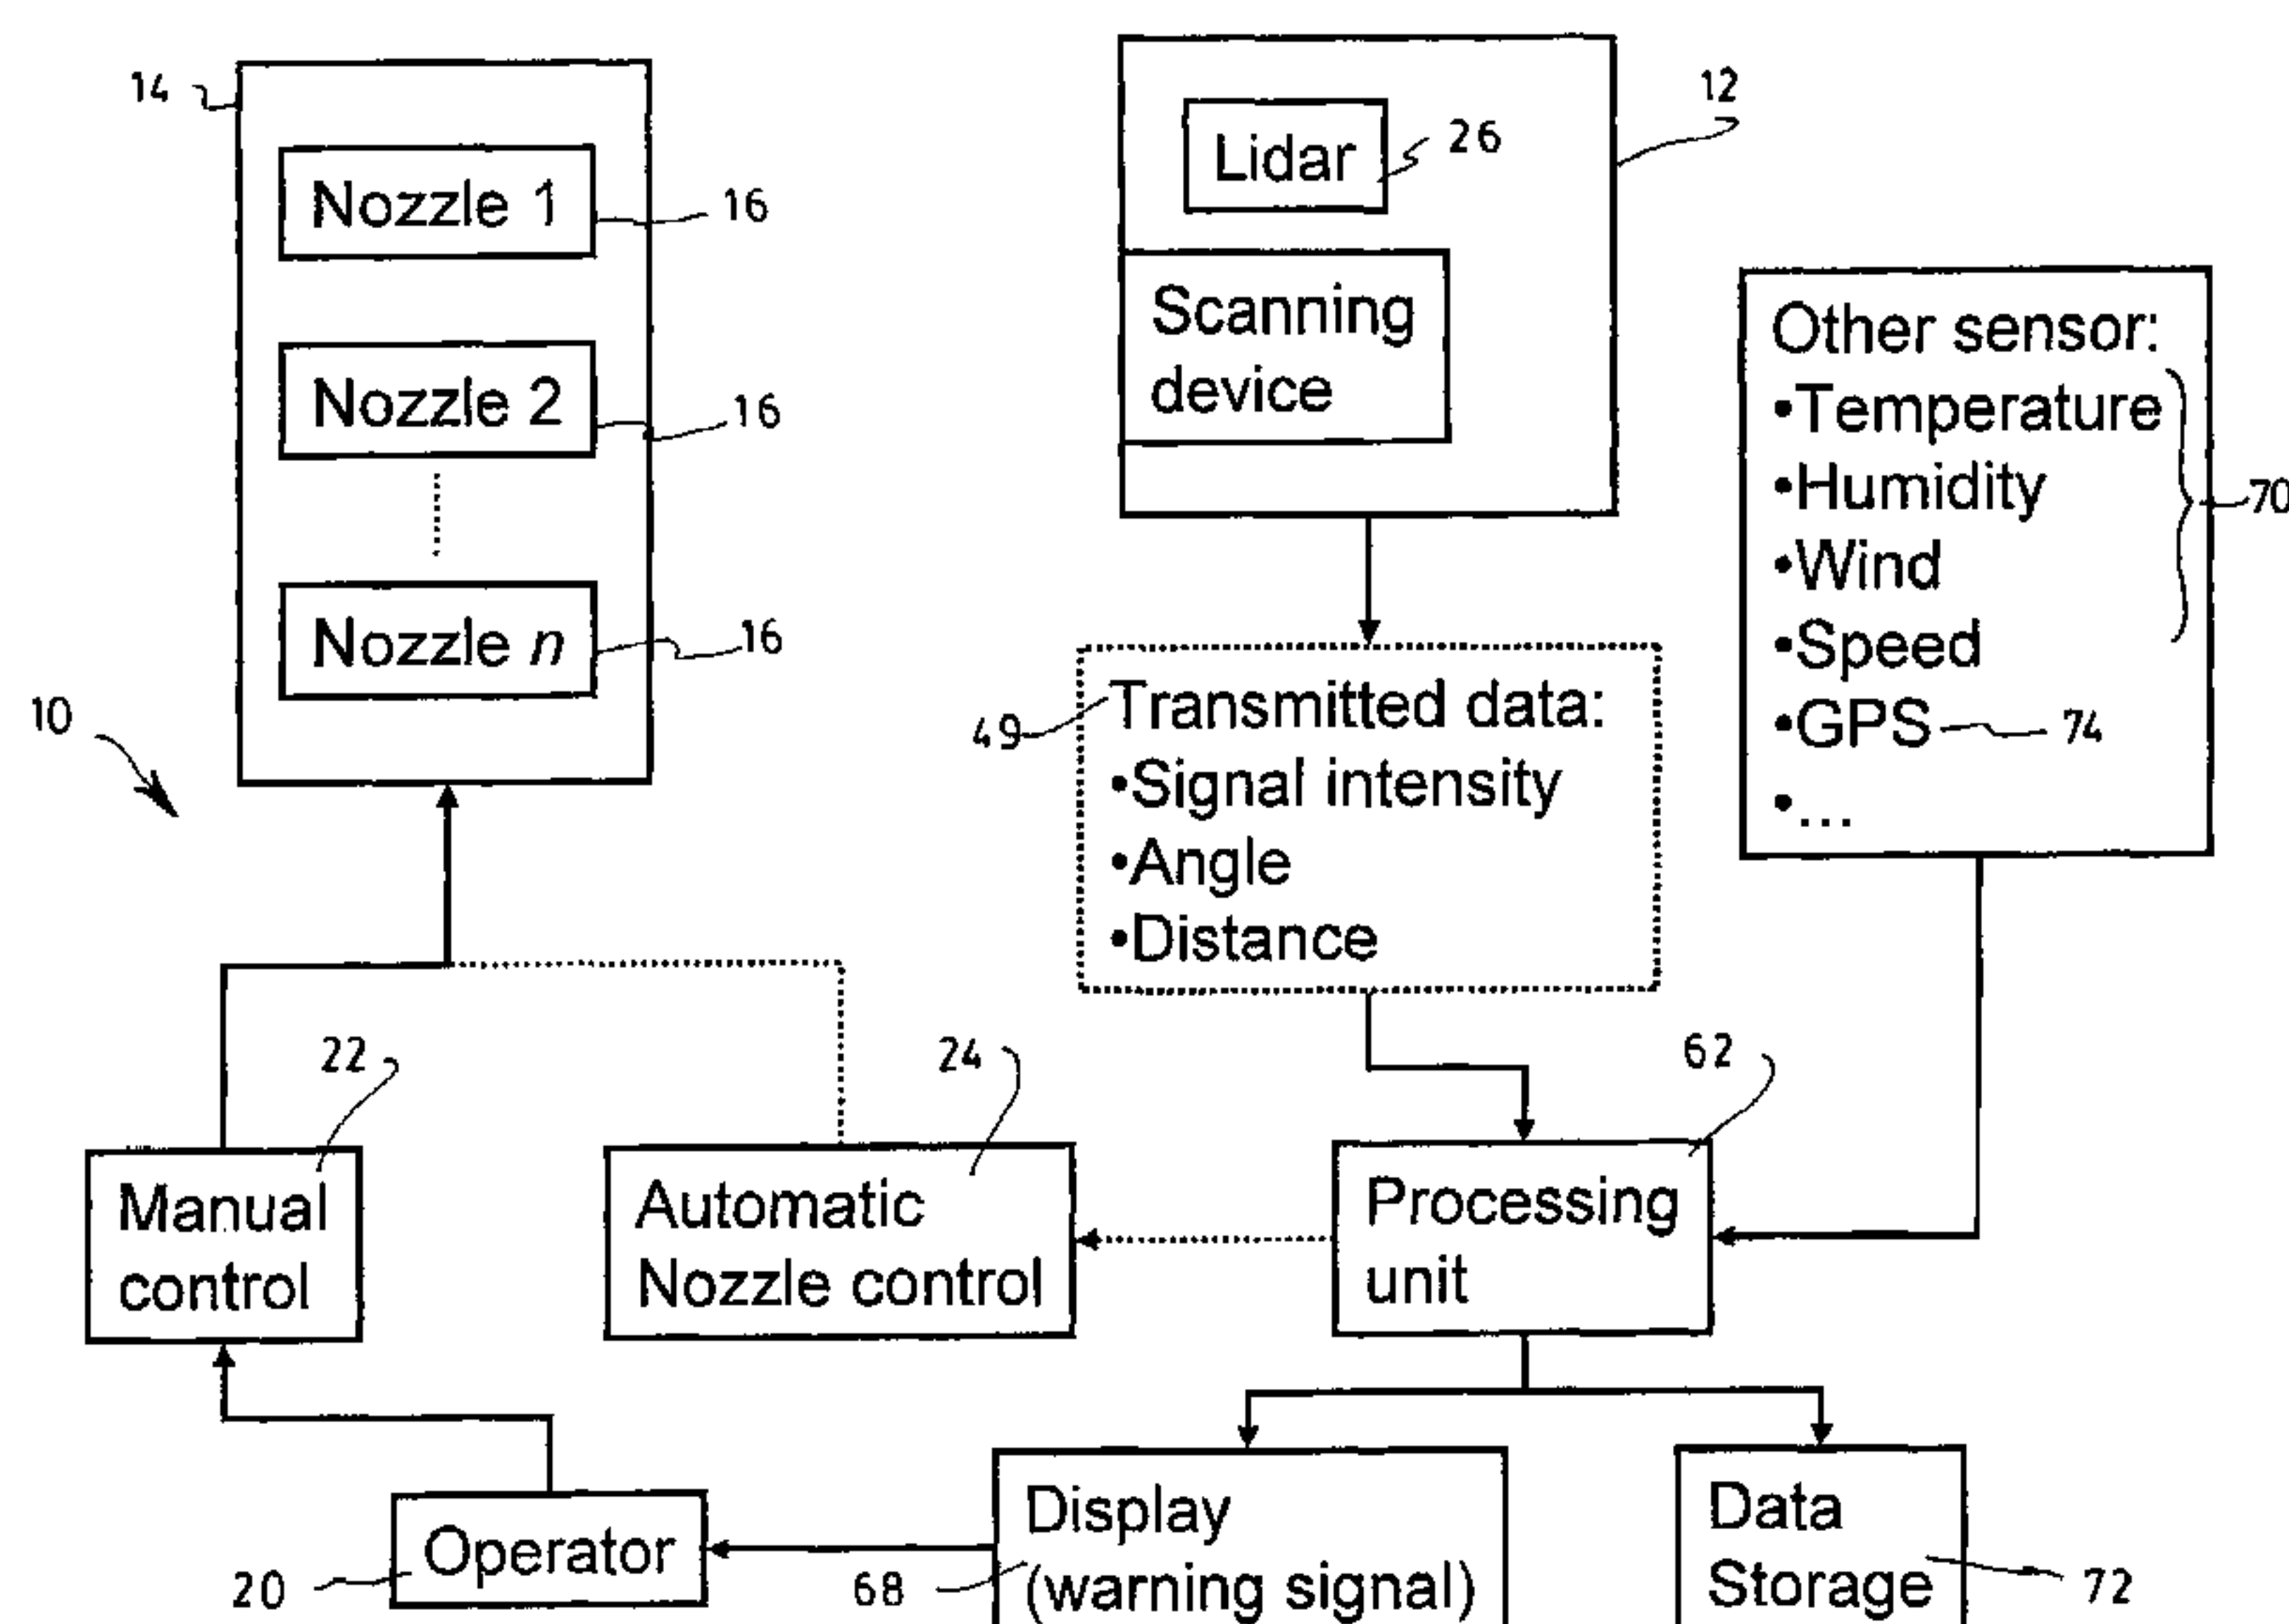 14
Nozzle 1
16
Nozzle 2
16
Nozzle n
16
10
Lidar
26
12
Scanning
device
Other sensor:
•Temperature
•Humidity
•Wind
•Speed
•GPS
•...
70
74
49
Transmitted data:
•Signal intensity
•Angle
•Distance
22
Manual
control
24
Automatic
Nozzle control
62
Processing
unit
Operator
20
Display
(warning signal)
68
Data
Storage
72